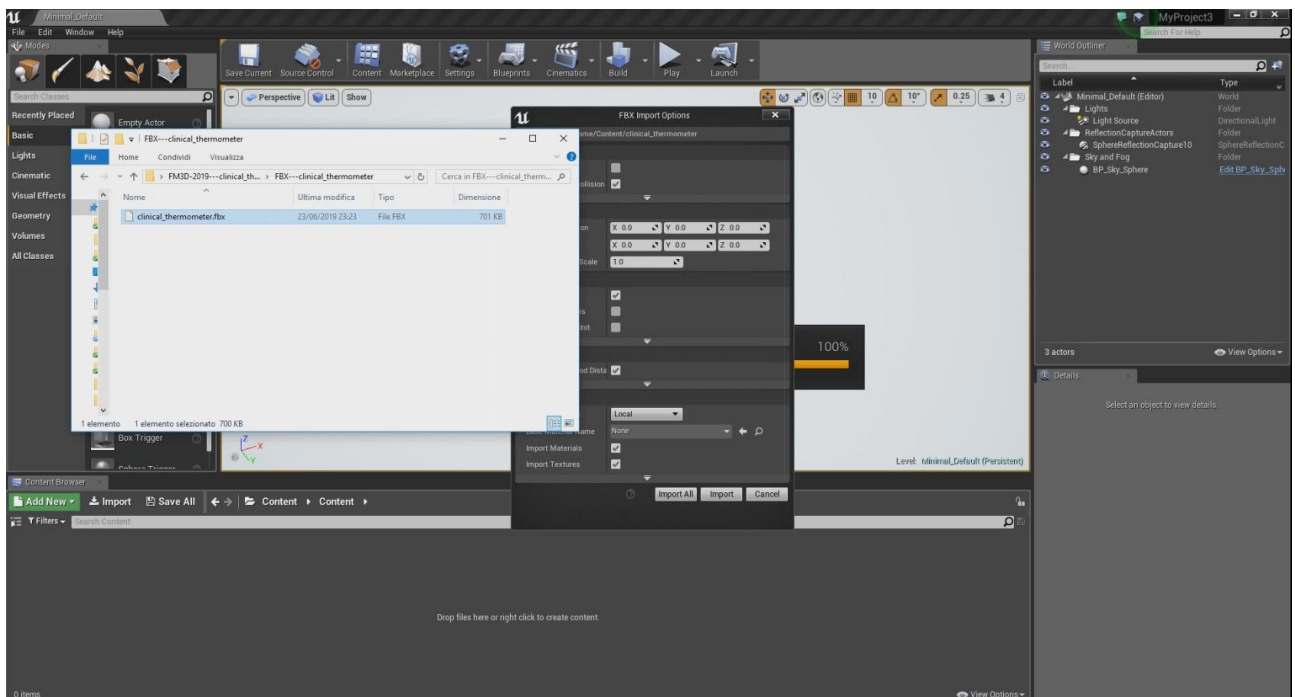 Minimal_Default
MyProject3
File Edit Window Help
Search For Help
Modes
Save Current Source Control Content Marketplace Settings Blueprints Cinematics Build Play Launch
World Outliner
Search Classes
Recently Placed
Basic
Lights
Cinematic
Visual Effects
Geometry
Volumes
All Classes
Empty Actor
Box Trigger
Perspective Lit Show
10 10° 0.25 4
FBX---clinical_thermometer
File Home Condividi Visualizza
FM3D-2019---clinical_th... > FBX---clinical_thermometer
Cerca in FBX---clinical_therm...
Nome Ultima modifica Tipo Dimensione
clinical_thermometer.fbx 23/06/2019 23:23 File FBX 701 KB
1 elemento 1 elemento selezionato 700 KB
FBX Import Options
/Content/clinical_thermometer
X 0.0 Y 0.0 Z 0.0
X 0.0 Y 0.0 Z 0.0
Scale 1.0
Local
Name None
Import Materials
Import Textures
Import All Import Cancel
100%
Z X Y
Level: Minimal_Default (Persistent)
Search...
Label Type
Minimal_Default (Editor) World
Lights Folder
Light Source DirectionalLight
ReflectionCaptureActors Folder
SphereReflectionCapture10 SphereReflectionC
Sky and Fog Folder
BP_Sky_Sphere Edit BP_Sky_Sph
3 actors View Options
Details
Select an object to view details.
Content Browser
Add New Import Save All Content Content
Filters Search Content
Drop files here or right click to create content.
0 items View Options